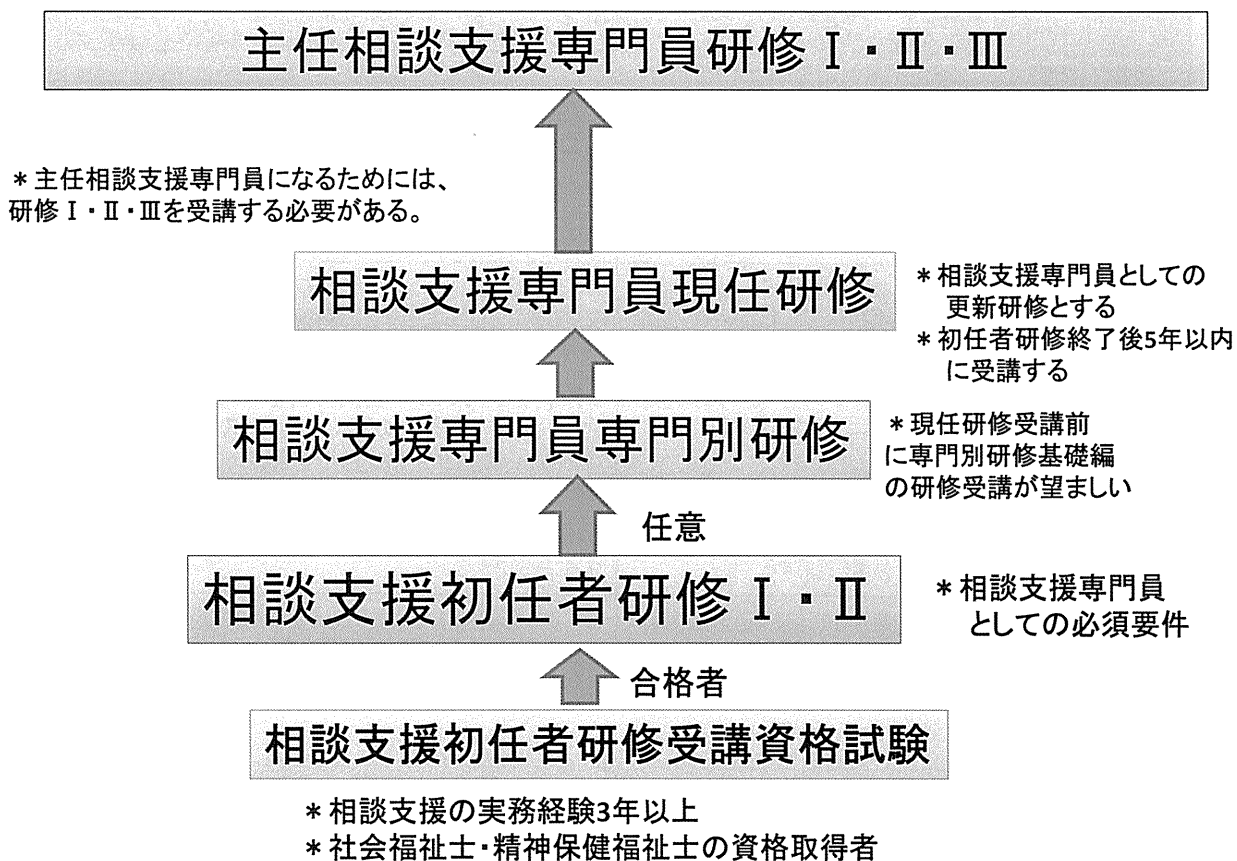 主任相談支援専門員研修Ⅰ・Ⅱ・Ⅲ
＊主任相談支援専門員になるためには、
研修Ⅰ・Ⅱ・Ⅲを受講する必要がある。
相談支援専門員現任研修
＊相談支援専門員としての
更新研修とする
＊初任者研修終了後5年以内
に受講する
相談支援専門員専門別研修
＊現任研修受講前
に専門別研修基礎編
の研修受講が望ましい
任意
相談支援初任者研修Ⅰ・Ⅱ
＊相談支援専門員
としての必須要件
合格者
相談支援初任者研修受講資格試験
＊相談支援の実務経験3年以上
＊社会福祉士・精神保健福祉士の資格取得者